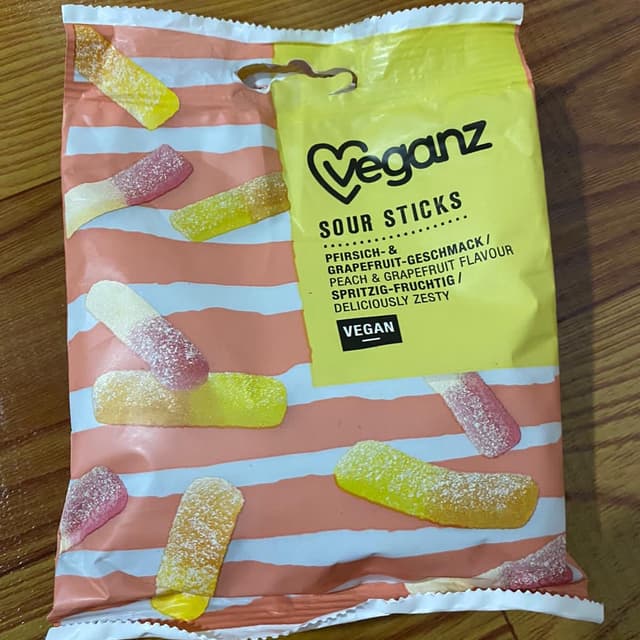 veganz
SOUR STICKS
PFIRSICH- &
GRAPEFRUIT-GESCHMACK /
PEACH & GRAPEFRUIT FLAVOUR
SPRITZIG-FRUCHTIG /
DELICIOUSLY ZESTY
VEGAN